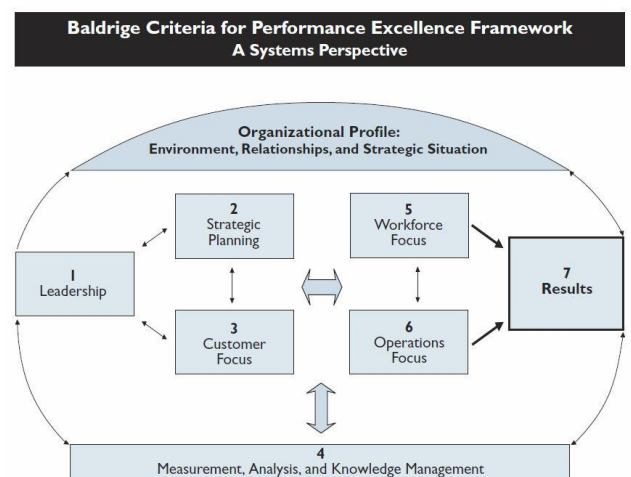 Baldrige Criteria for Performance Excellence Framework
A Systems Perspective
Organizational Profile:
Environment, Relationships, and Strategic Situation
2
Strategic
Planning
5
Workforce
Focus
1
Leadership
7
Results
3
Customer
Focus
6
Operations
Focus
4
Measurement, Analysis, and Knowledge Management